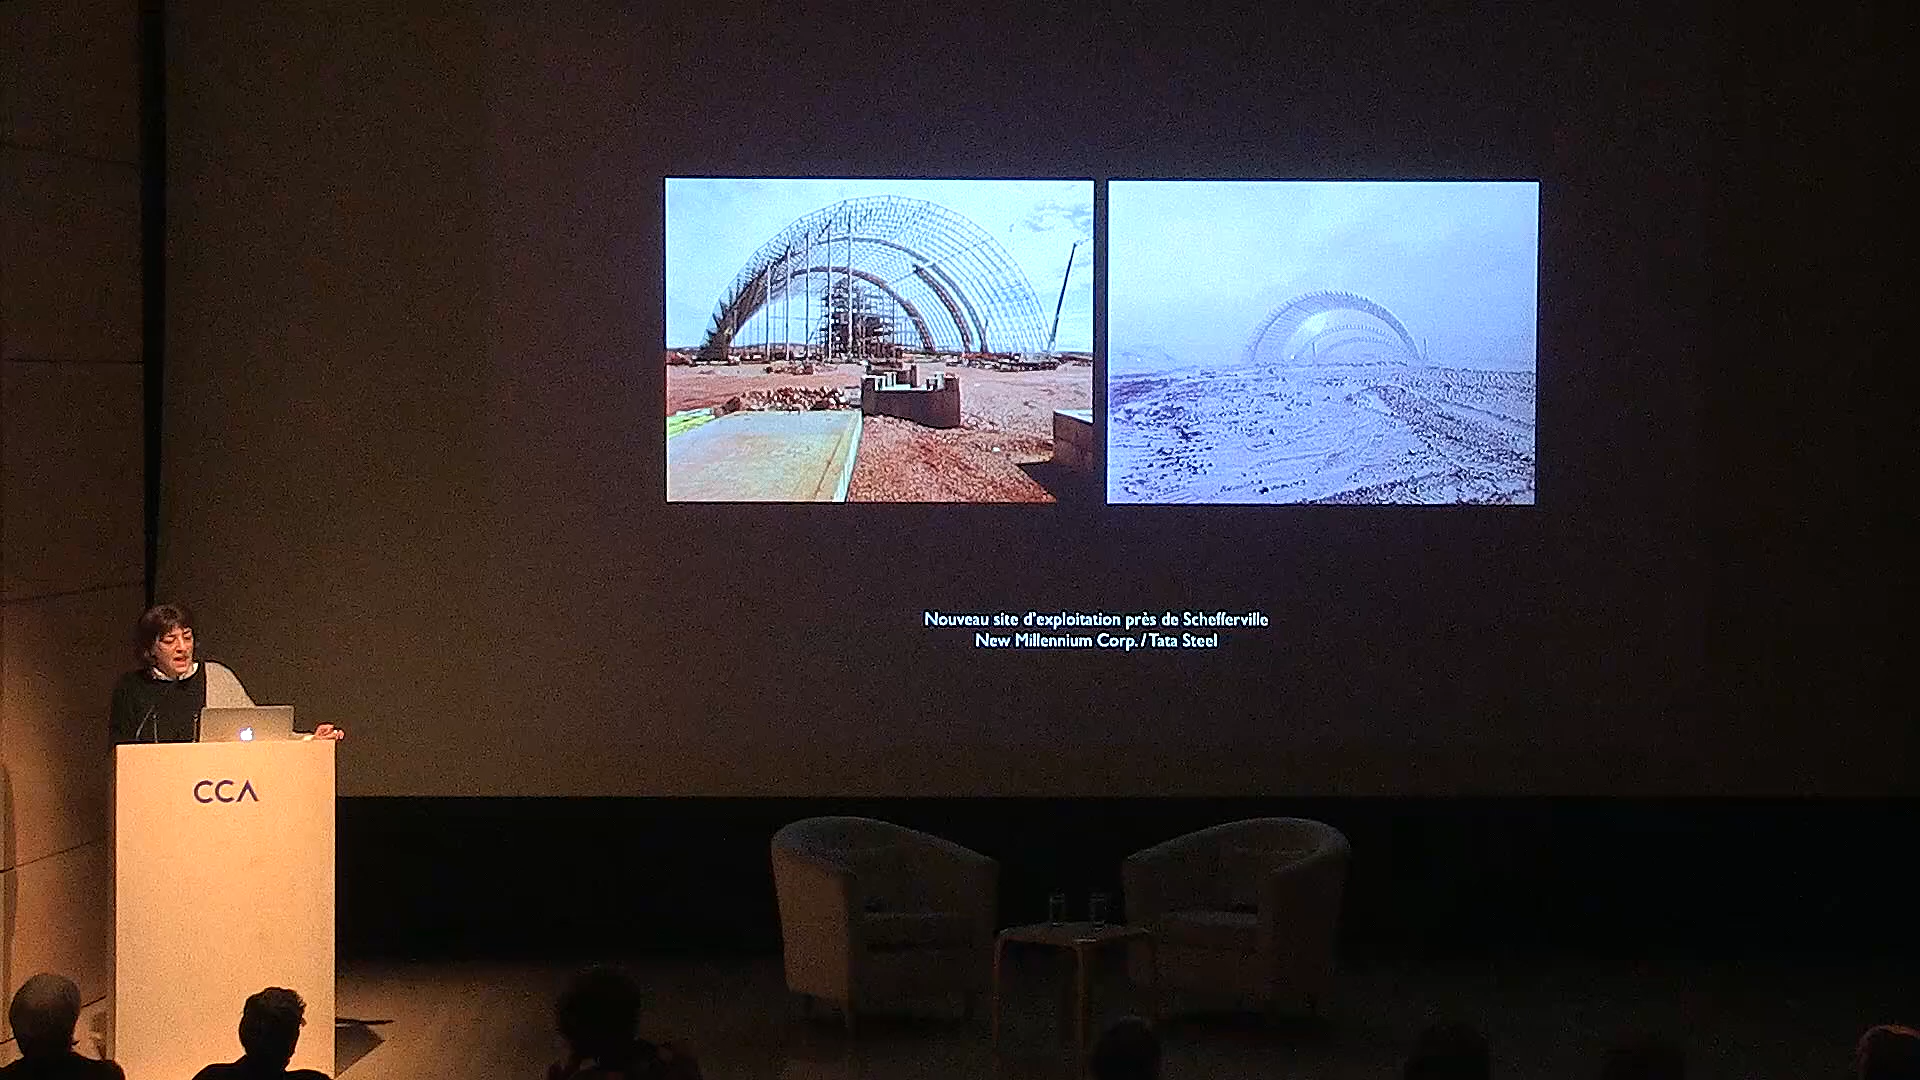 Nouveau site d'exploitation près de Schefferville
New Millennium Corp. / Tata Steel
CCA